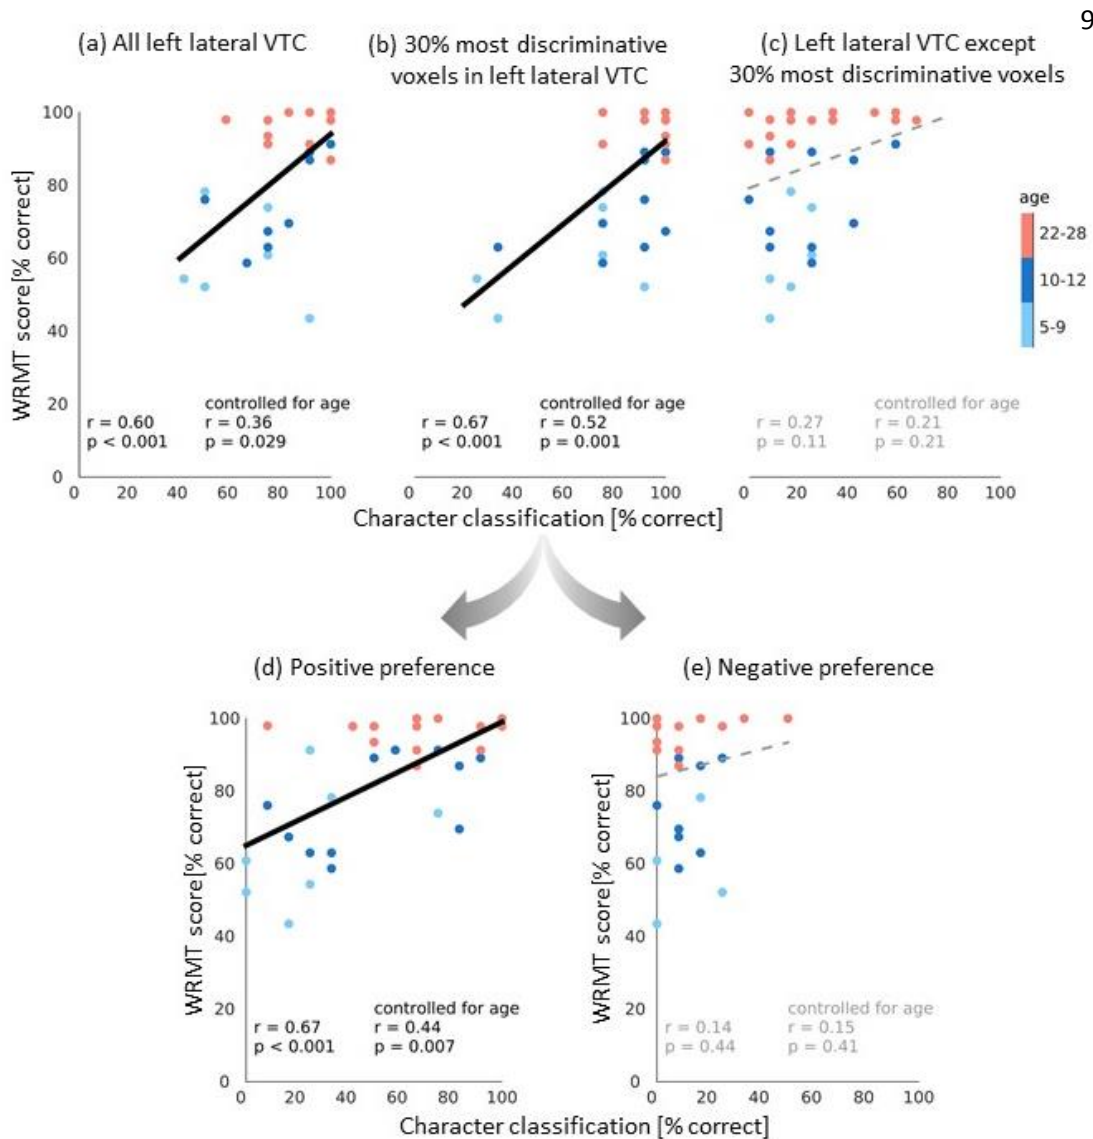 9
(a) All left lateral VTC
(b) 30% most discriminative
voxels in left lateral VTC
(c) Left lateral VTC except
30% most discriminative voxels
WRMT score[% correct]
100
80
60
40
20
0
r = 0.60
p < 0.001
controlled for age
r = 0.36
p = 0.029
0 20 40 60 80 100
r = 0.67
p < 0.001
controlled for age
r = 0.52
p = 0.001
0 20 40 60 80 100
r = 0.27
p = 0.11
controlled for age
r = 0.21
p = 0.21
0 20 40 60 80 100
age
22-28
10-12
5-9
Character classification [% correct]
(d) Positive preference
WRMT score[% correct]
100
80
60
40
20
0
r = 0.67
p < 0.001
controlled for age
r = 0.44
p = 0.007
0 20 40 60 80 100
(e) Negative preference
WRMT score[% correct]
100
80
60
40
20
0
r = 0.14
p = 0.44
controlled for age
r = 0.15
p = 0.41
0 20 40 60 80 100
Character classification [% correct]